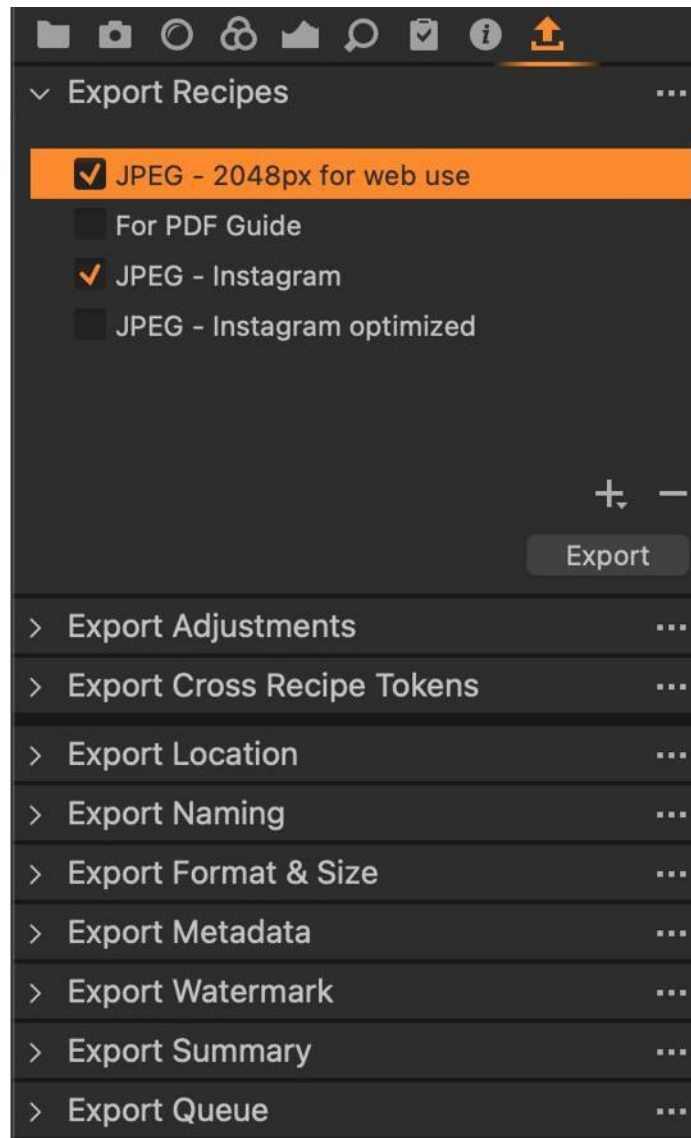 Export Recipes
JPEG - 2048px for web use
For PDF Guide
JPEG - Instagram
JPEG - Instagram optimized
Export
Export Adjustments
Export Cross Recipe Tokens
Export Location
Export Naming
Export Format & Size
Export Metadata
Export Watermark
Export Summary
Export Queue